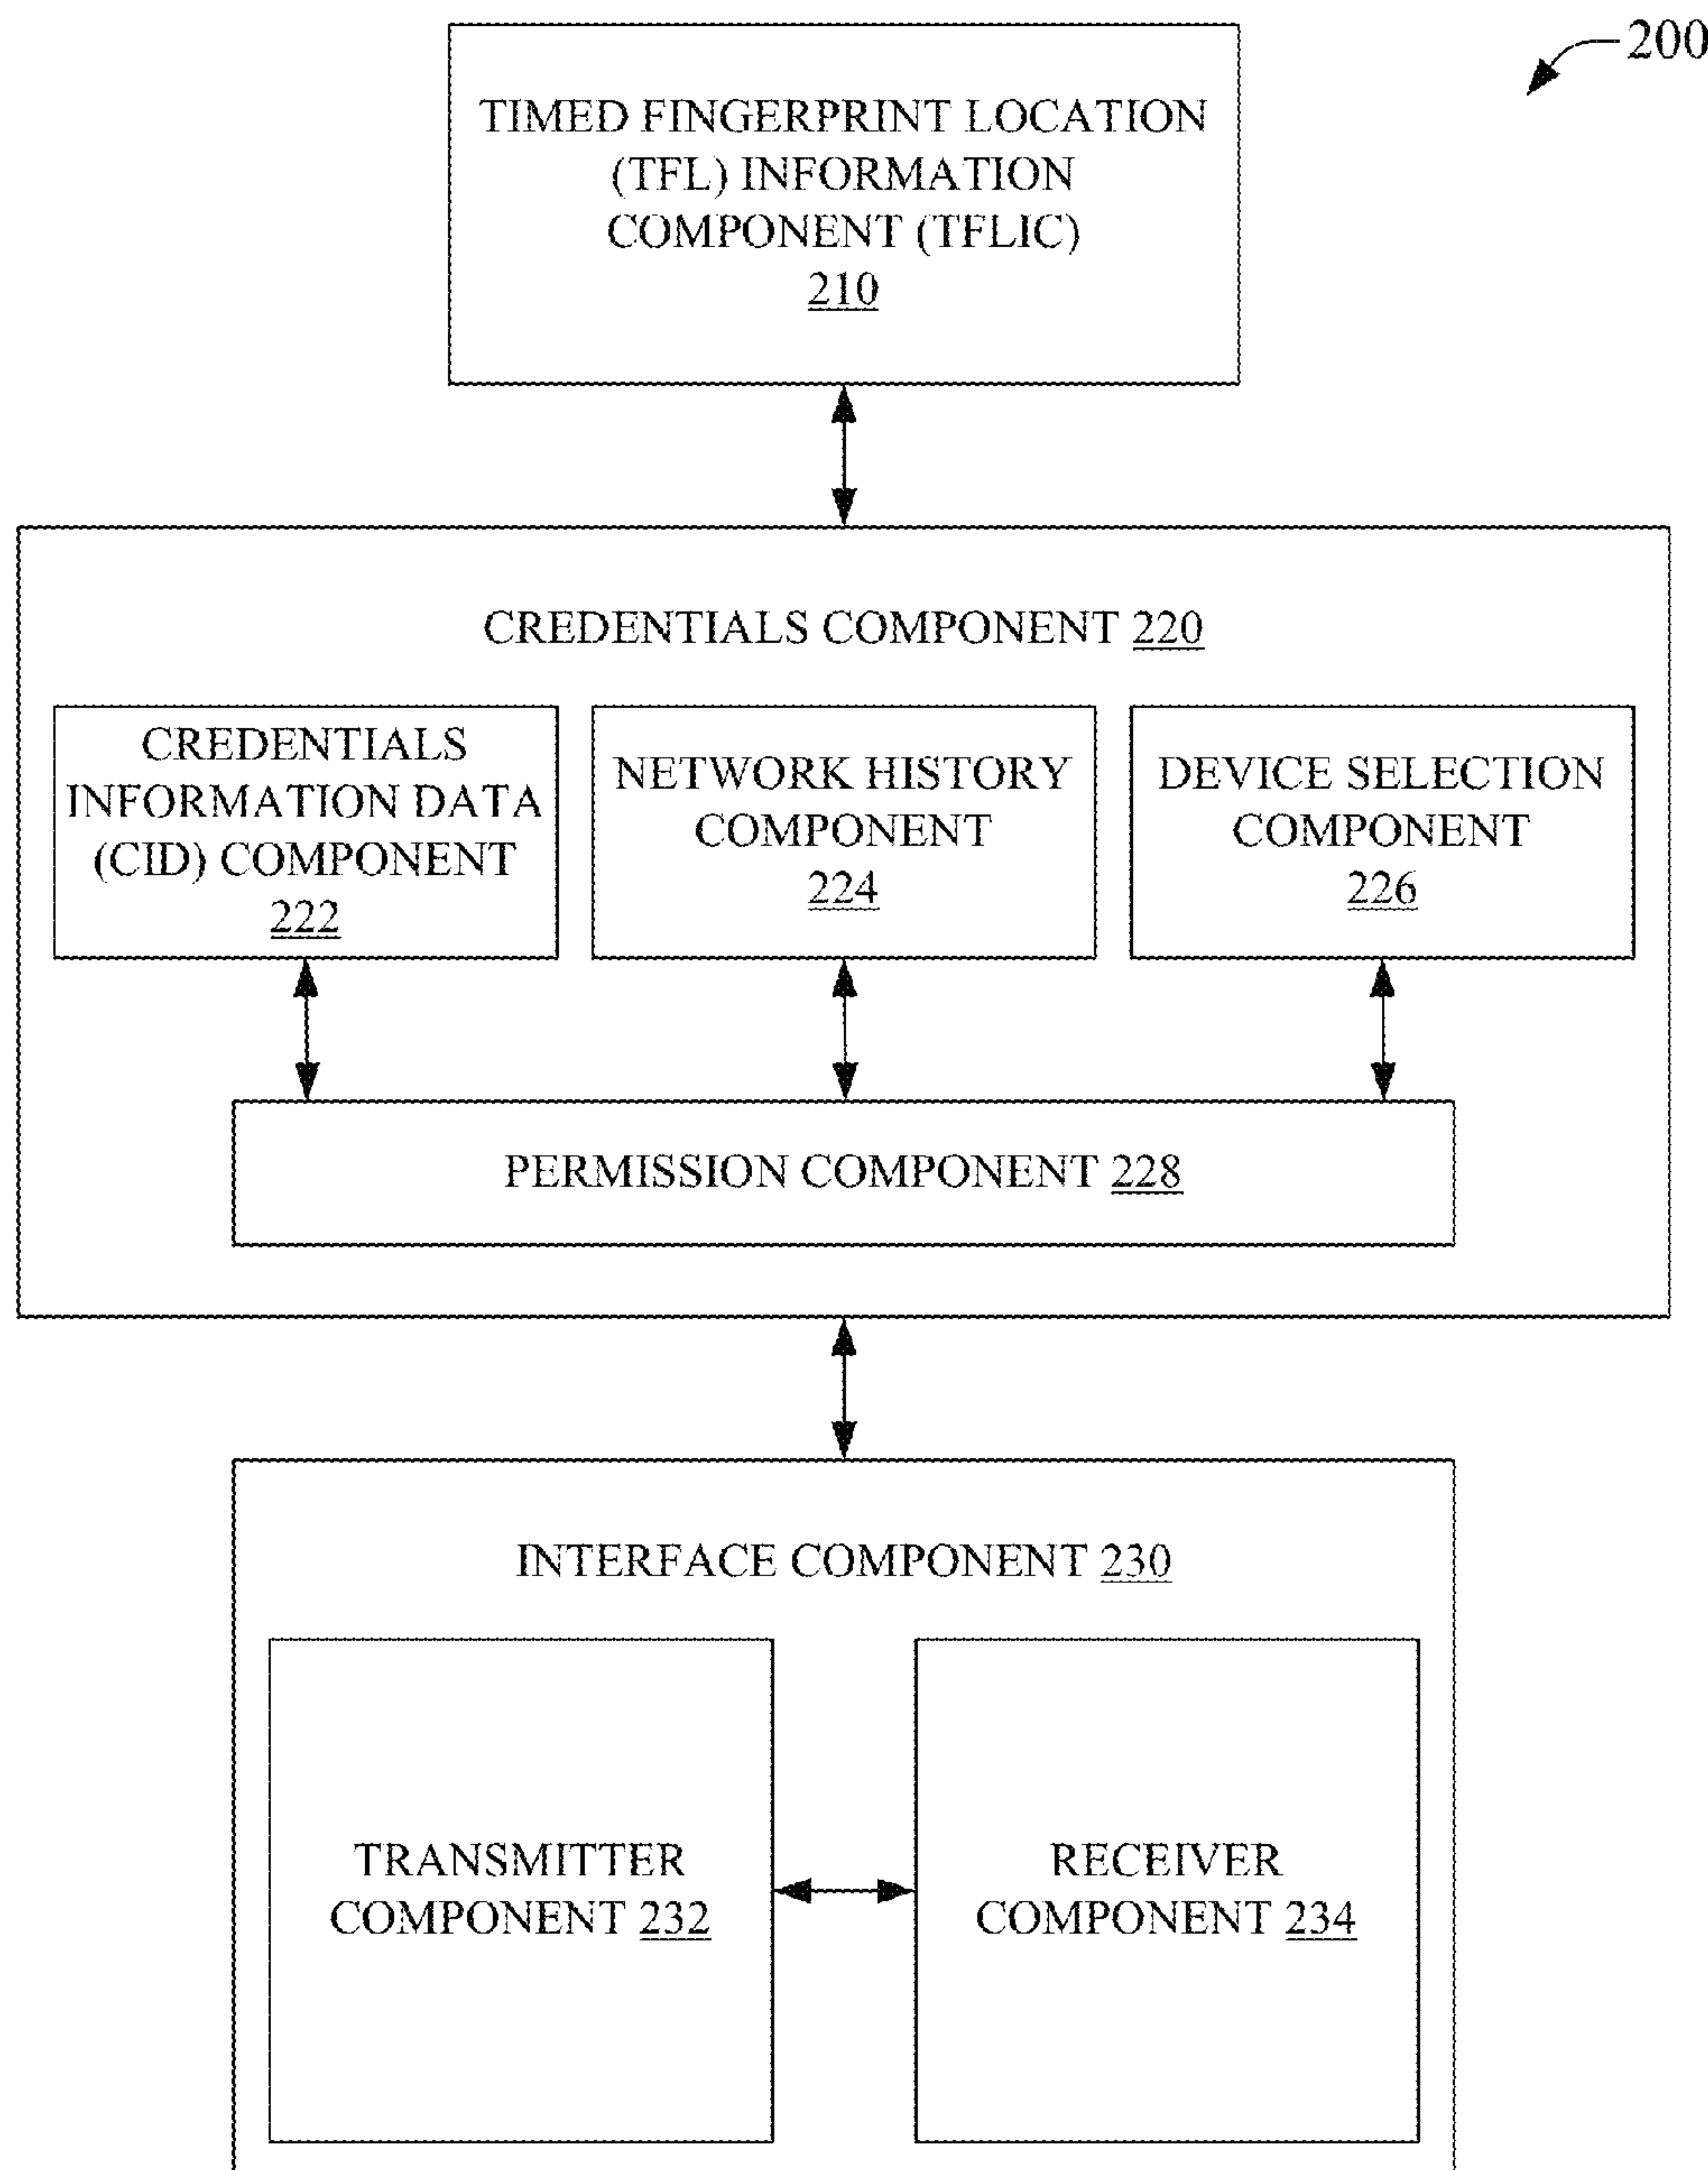 200
TIMED FINGERPRINT LOCATION
(TFL) INFORMATION
COMPONENT (TFLIC)
210
CREDENTIALS COMPONENT 220
CREDENTIALS
INFORMATION DATA
(CID) COMPONENT
222
NETWORK HISTORY
COMPONENT
224
DEVICE SELECTION
COMPONENT
226
PERMISSION COMPONENT 228
INTERFACE COMPONENT 230
TRANSMITTER
COMPONENT 232
RECEIVER
COMPONENT 234